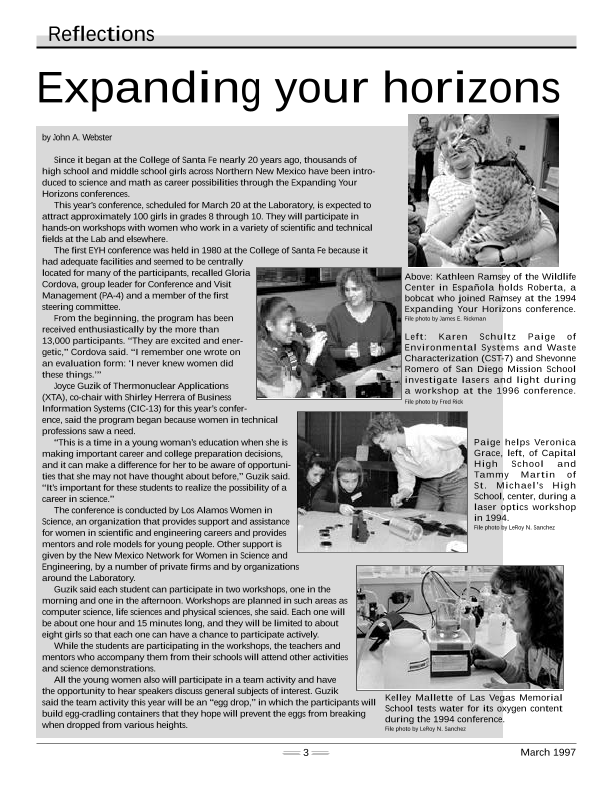 Reflections
Expanding your horizons
by John A. Webster
Since it began at the College of Santa Fe nearly 20 years ago, thousands of
high school and middle school girls across Northern New Mexico have been intro-
duced to science and math as career possibilities through the Expanding Your
Horizons conferences.
This year's conference, scheduled for March 20 at the Laboratory, is expected to
attract approximately 100 girls in grades 8 through 10. They will participate in
hands-on workshops with women who work in a variety of scientific and technical
fields at the Lab and elsewhere.
The first EYH conference was held in 1980 at the College of Santa Fe because it
had adequate facilities and seemed to be centrally
located for many of the participants, recalled Gloria
Cordova, group leader for Conference and Visit
Management (PA-4) and a member of the first
steering committee.
From the beginning, the program has been
received enthusiastically by the more than
13,000 participants. "They are excited and ener-
getic," Cordova said. "I remember one wrote on
an evaluation form: 'I never knew women did
these things.'"
Joyce Guzik of Thermonuclear Applications
(XTA), co-chair with Shirley Herrera of Business
Information Systems (CIC-13) for this year's confer-
ence, said the program began because women in technical
professions saw a need.
"This is a time in a young woman's education when she is
making important career and college preparation decisions,
and it can make a difference for her to be aware of opportuni-
ties that she may not have thought about before," Guzik said.
"It's important for these students to realize the possibility of a
career in science."
The conference is conducted by Los Alamos Women in
Science, an organization that provides support and assistance
for women in scientific and engineering careers and provides
mentors and role models for young people. Other support is
given by the New Mexico Network for Women in Science and
Engineering, by a number of private firms and by organizations
around the Laboratory.
Guzik said each student can participate in two workshops, one in the
morning and one in the afternoon. Workshops are planned in such areas as
computer science, life sciences and physical sciences, she said. Each one will
be about one hour and 15 minutes long, and they will be limited to about
eight girls so that each one can have a chance to participate actively.
While the students are participating in the workshops, the teachers and
mentors who accompany them from their schools will attend other activities
and science demonstrations.
All the young women also will participate in a team activity and have
the opportunity to hear speakers discuss general subjects of interest. Guzik
said the team activity this year will be an "egg drop," in which the participants will
build egg-cradling containers that they hope will prevent the eggs from breaking
when dropped from various heights.
Above: Kathleen Ramsey of the Wildlife
Center in Española holds Roberta, a
bobcat who joined Ramsey at the 1994
Expanding Your Horizons conference.
File photo by James E. Rickman
Left: Karen Schultz Paige of
Environmental Systems and Waste
Characterization (CST-7) and Shevonne
Romero of San Diego Mission School
investigate lasers and light during
a workshop at the 1996 conference.
File photo by Fred Rick
Paige helps Veronica
Grace, left, of Capital
High School and
Tammy Martin of
St. Michael's High
School, center, during a
laser optics workshop
in 1994.
File photo by LeRoy N. Sanchez
Kelley Mallette of Las Vegas Memorial
School tests water for its oxygen content
during the 1994 conference.
File photo by LeRoy N. Sanchez
3
March 1997